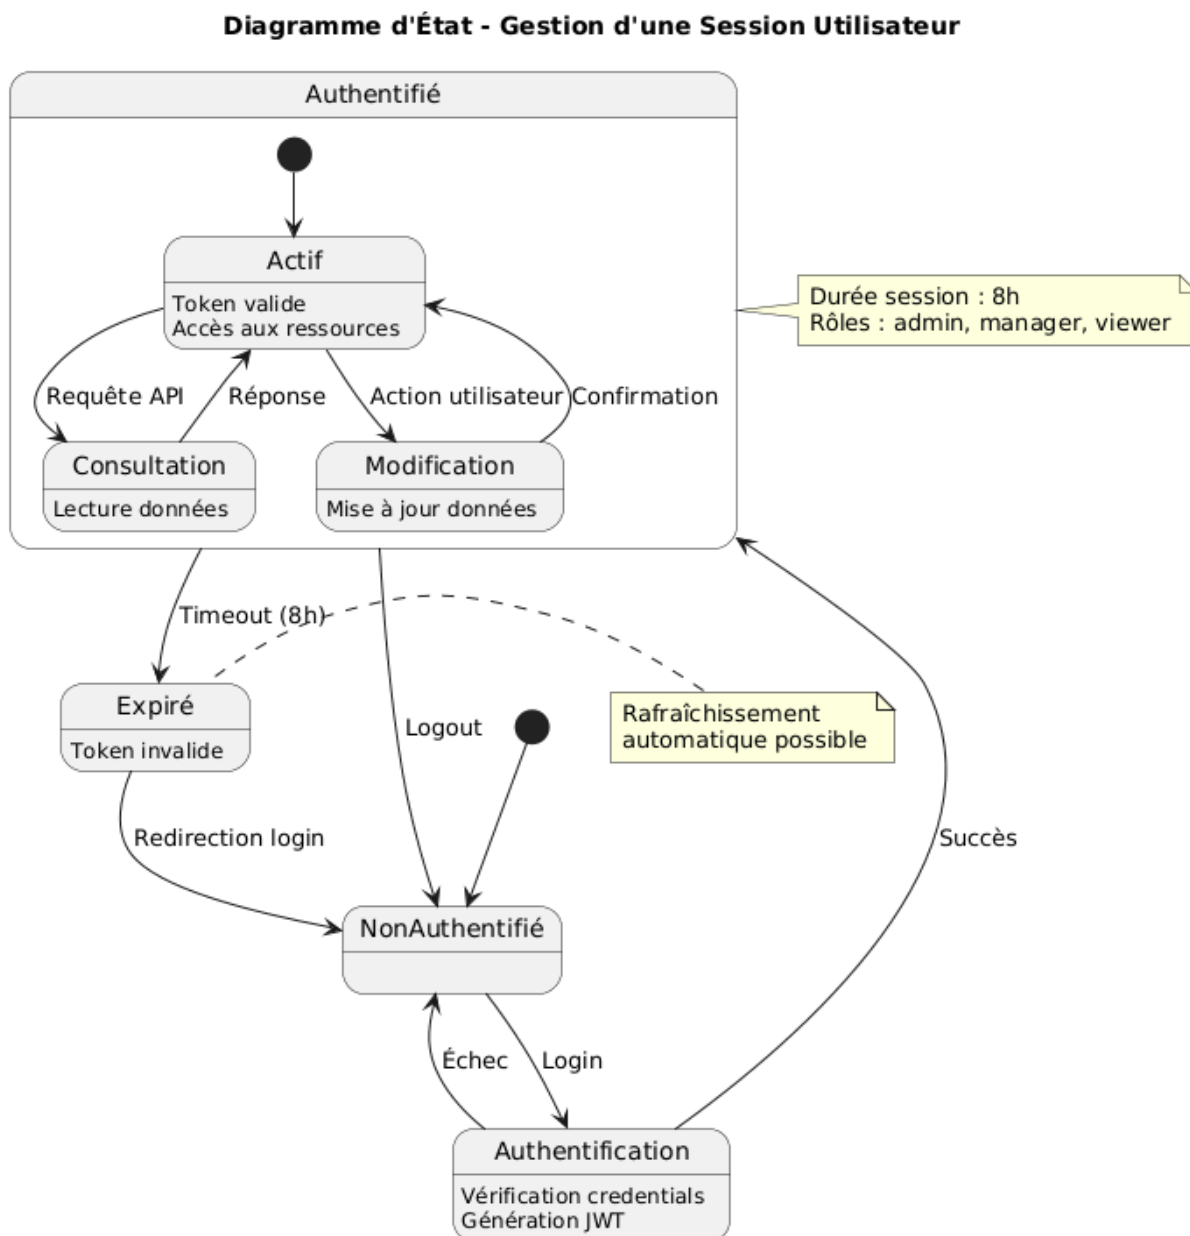 Diagramme d'État - Gestion d'une Session Utilisateur
Authentifié
Actif
Token valide
Accès aux ressources
Durée session : 8h
Rôles : admin, manager, viewer
Requête API
Réponse
Action utilisateur
Confirmation
Consultation
Lecture données
Modification
Mise à jour données
Timeout (8h)
Expiré
Token invalide
Rafraîchissement
automatique possible
Logout
Redirection login
Succès
NonAuthentifié
Échec
Login
Authentification
Vérification credentials
Génération JWT